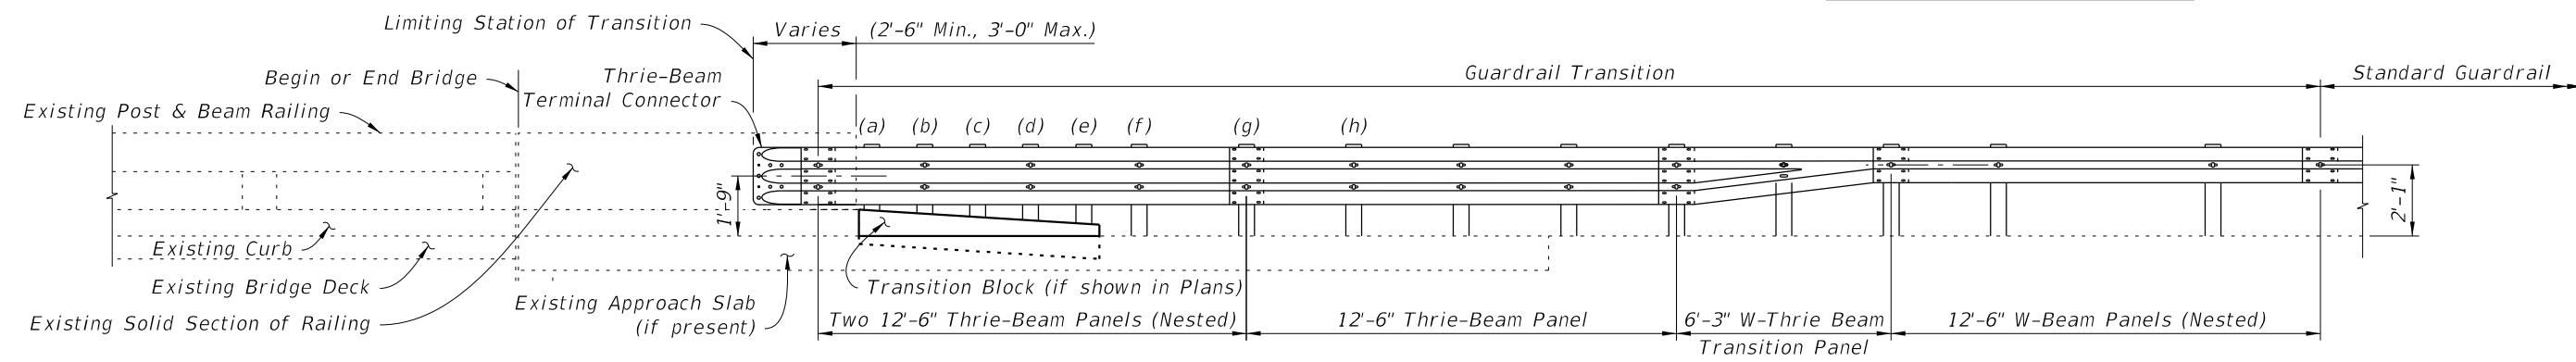 Limiting Station of Transition
Varies (2'-6" Min., 3'-0" Max.)
Begin or End Bridge
Thrie-Beam
Terminal Connector
Guardrail Transition
Standard Guardrail
Existing Post & Beam Railing
(a) (b) (c) (d) (e) (f) (g) (h)
1'-9"
2'-1"
Existing Curb
Existing Bridge Deck
Existing Solid Section of Railing
Existing Approach Slab
(if present)
Transition Block (if shown in Plans)
Two 12'-6" Thrie-Beam Panels (Nested)
12'-6" Thrie-Beam Panel
6'-3" W-Thrie Beam
Transition Panel
12'-6" W-Beam Panels (Nested)